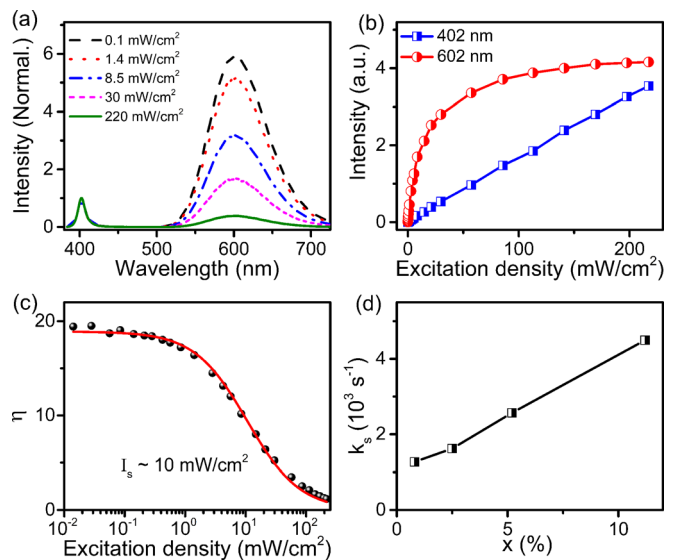 (a)
0.1 mW/cm²
1.4 mW/cm²
8.5 mW/cm²
30 mW/cm²
220 mW/cm²
Intensity (Normal.)
6
4
2
0
400 500 600 700
Wavelength (nm)
(b)
402 nm
602 nm
Intensity (a.u.)
4
2
0
0 100 200
Excitation density (mW/cm²)
(c)
20
10
0
η
Iₛ ~ 10 mW/cm²
10⁻² 10⁻¹ 10⁰ 10¹ 10²
Excitation density (mW/cm²)
(d)
kₛ (10³ s⁻¹)
4
2
0
0 5 10
x (%)